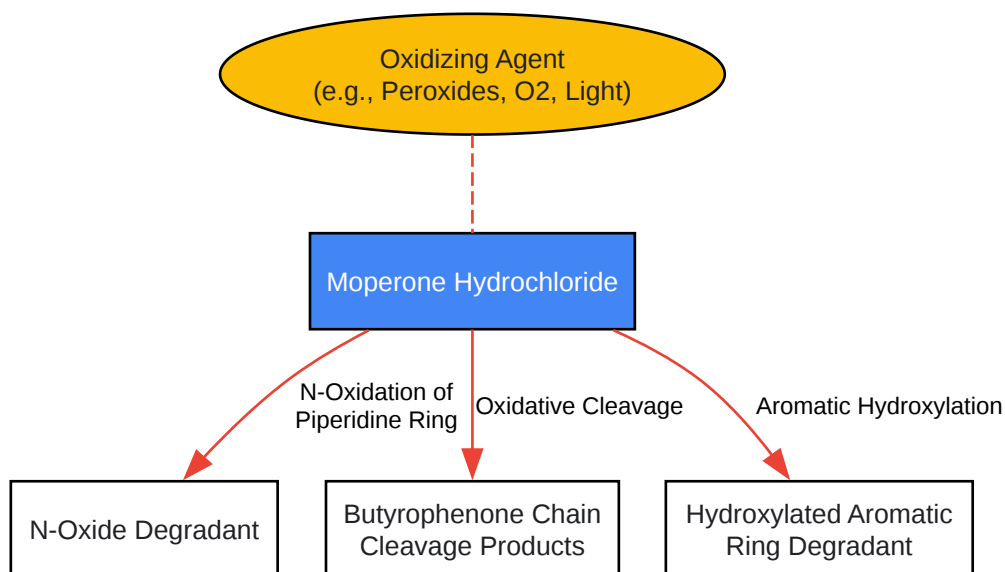 Oxidizing Agent
(e.g., Peroxides, O2, Light)
Moperone Hydrochloride
N-Oxidation of
Piperidine Ring
Oxidative Cleavage
Aromatic Hydroxylation
N-Oxide Degradant
Butyrophenone Chain
Cleavage Products
Hydroxylated Aromatic
Ring Degradant